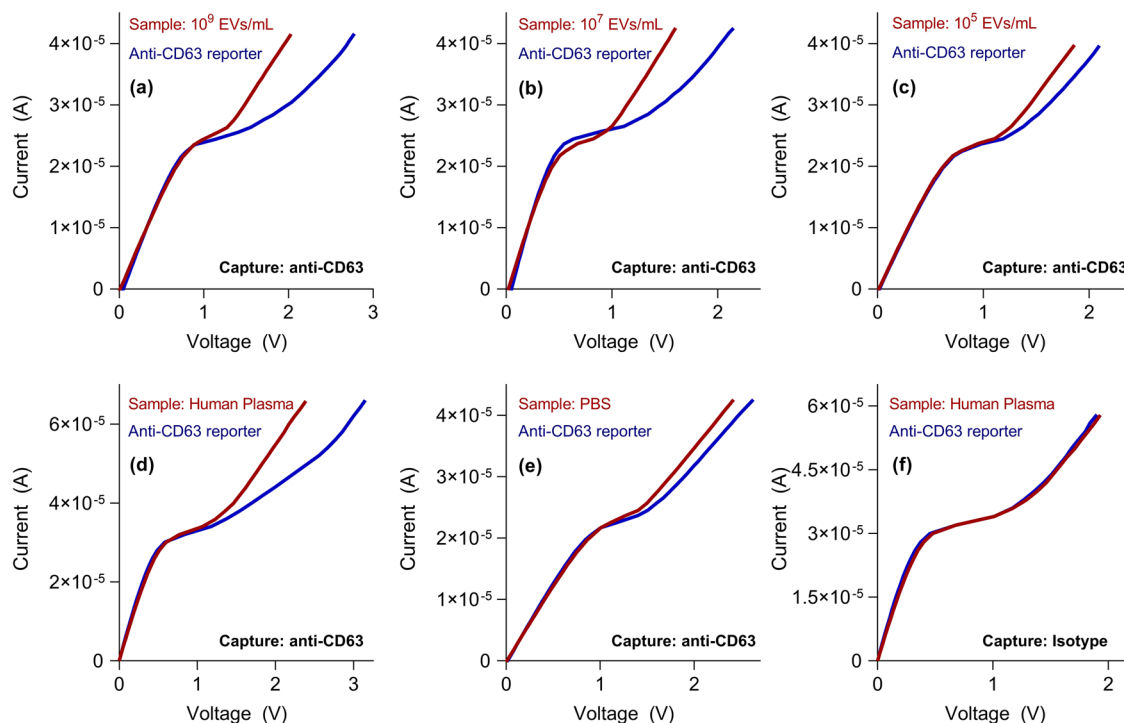 Sample: 10⁹ EVs/mL
Anti-CD63 reporter
(a)
4×10⁻⁵
3×10⁻⁵
2×10⁻⁵
1×10⁻⁵
0
Current (A)
Capture: anti-CD63
0 1 2 3
Voltage (V)
Sample: 10⁷ EVs/mL
Anti-CD63 reporter
(b)
4×10⁻⁵
3×10⁻⁵
2×10⁻⁵
1×10⁻⁵
0
Current (A)
Capture: anti-CD63
0 1 2
Voltage (V)
Sample: 10⁵ EVs/mL
Anti-CD63 reporter
(c)
4×10⁻⁵
3×10⁻⁵
2×10⁻⁵
1×10⁻⁵
0
Current (A)
Capture: anti-CD63
0 1 2
Voltage (V)
Sample: Human Plasma
Anti-CD63 reporter
(d)
6×10⁻⁵
4×10⁻⁵
2×10⁻⁵
0
Current (A)
Capture: anti-CD63
0 1 2 3
Voltage (V)
Sample: PBS
Anti-CD63 reporter
(e)
4×10⁻⁵
3×10⁻⁵
2×10⁻⁵
1×10⁻⁵
0
Current (A)
Capture: anti-CD63
0 1 2
Voltage (V)
Sample: Human Plasma
Anti-CD63 reporter
(f)
6×10⁻⁵
4.5×10⁻⁵
3×10⁻⁵
1.5×10⁻⁵
0
Current (A)
Capture: Isotype
0 1 2
Voltage (V)